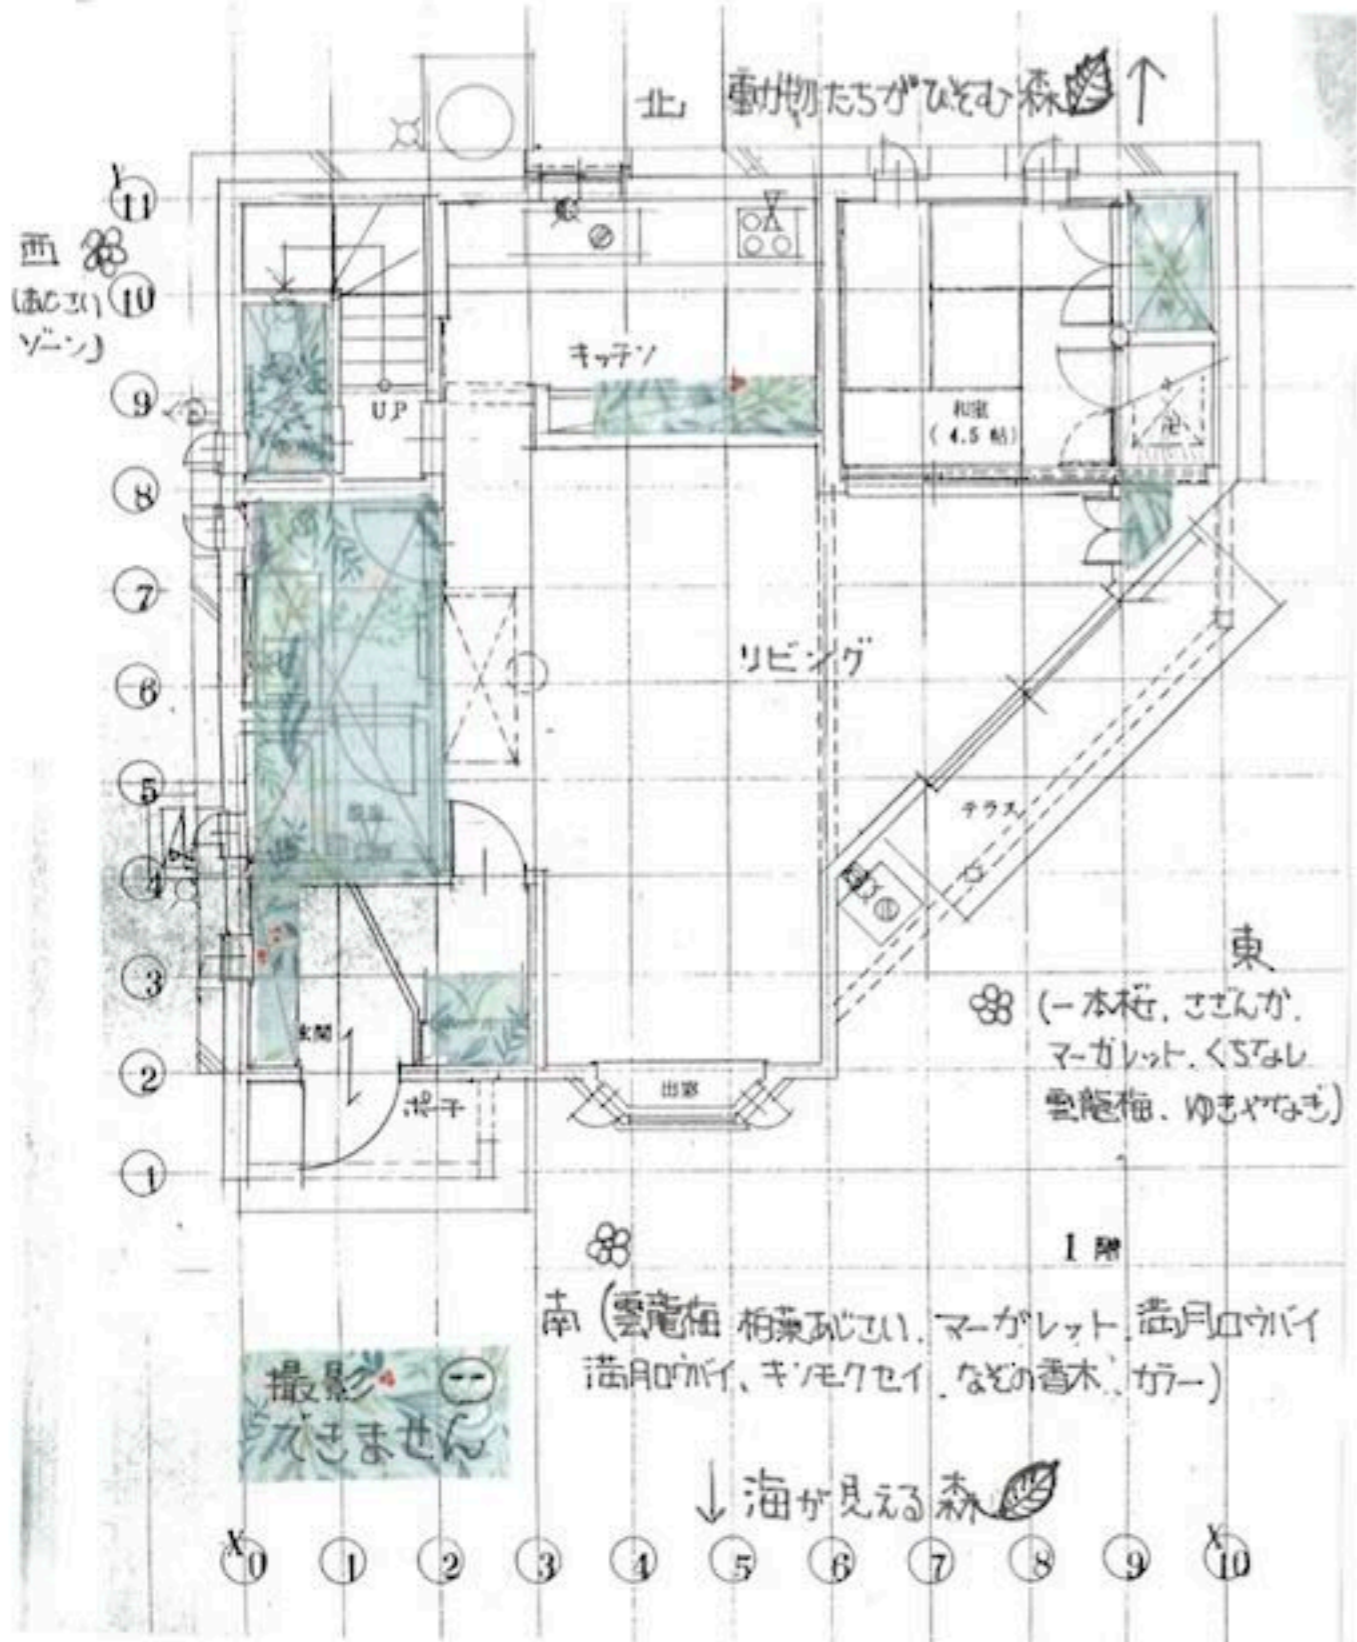 北 動物たちがひそむ森 ↑
Y
11
西
(あじさい
ゾーン)
10
キッチン
9
UP
和室
(4.5 帖)
8
7
リビング
6
5
テラス
4
東
3
(一本桜、さざんか、
マーガレット、くちなし
雲龍梅、ゆきやなぎ)
玄関
2
出窓
ポーチ
1
1 階
南 (雲龍梅 柏葉あじさい、マーガレット、満月ロウバイ
満月ロウバイ、キンモクセイ、なぞの香木、カラー)
撮影
できません
↓ 海が見える森
X
X
0 1 2 3 4 5 6 7 8 9 10